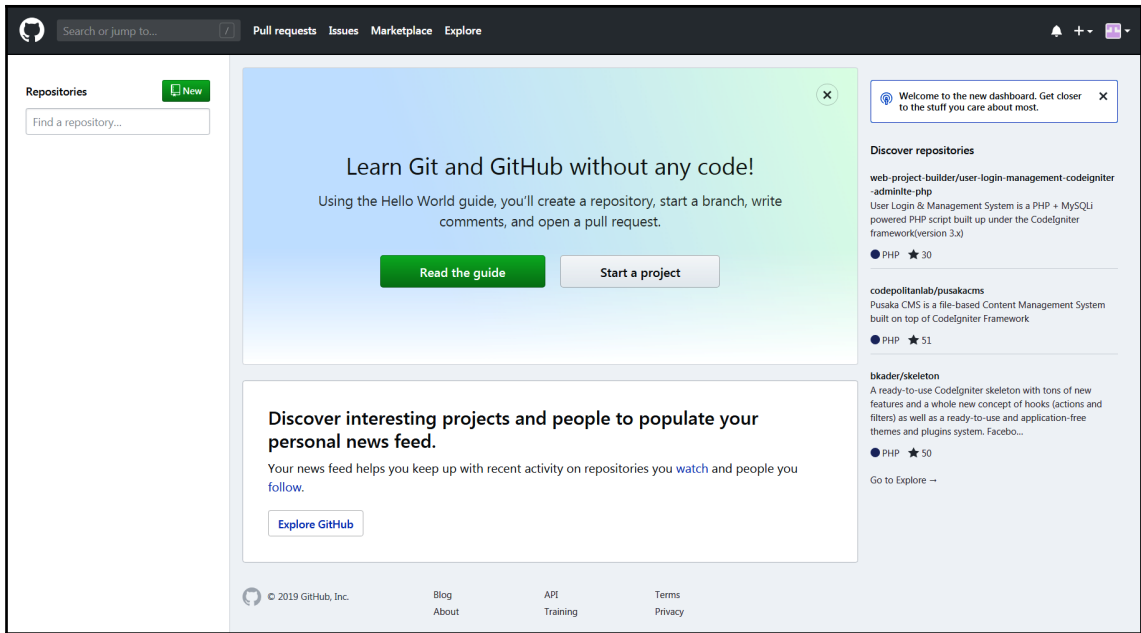 Search or jump to... /
Pull requests Issues Marketplace Explore
Repositories
New
Find a repository...
Learn Git and GitHub without any code!
Using the Hello World guide, you'll create a repository, start a branch, write
comments, and open a pull request.
Read the guide
Start a project
Discover interesting projects and people to populate your
personal news feed.
Your news feed helps you keep up with recent activity on repositories you watch and people you
follow.
Explore GitHub
Welcome to the new dashboard. Get closer
to the stuff you care about most.
Discover repositories
web-project-builder/user-login-management-codeigniter
-adminlte-php
User Login & Management System is a PHP + MySQLi
powered PHP script built up under the CodeIgniter
framework(version 3.x)
PHP 30
codepolitanlab/pusakacms
Pusaka CMS is a file-based Content Management System
built on top of CodeIgniter Framework
PHP 51
bkader/skeleton
A ready-to-use CodeIgniter skeleton with tons of new
features and a whole new concept of hooks (actions and
filters) as well as a ready-to-use and application-free
themes and plugins system. Facebo...
PHP 50
Go to Explore →
© 2019 GitHub, Inc.
Blog
About
API
Training
Terms
Privacy